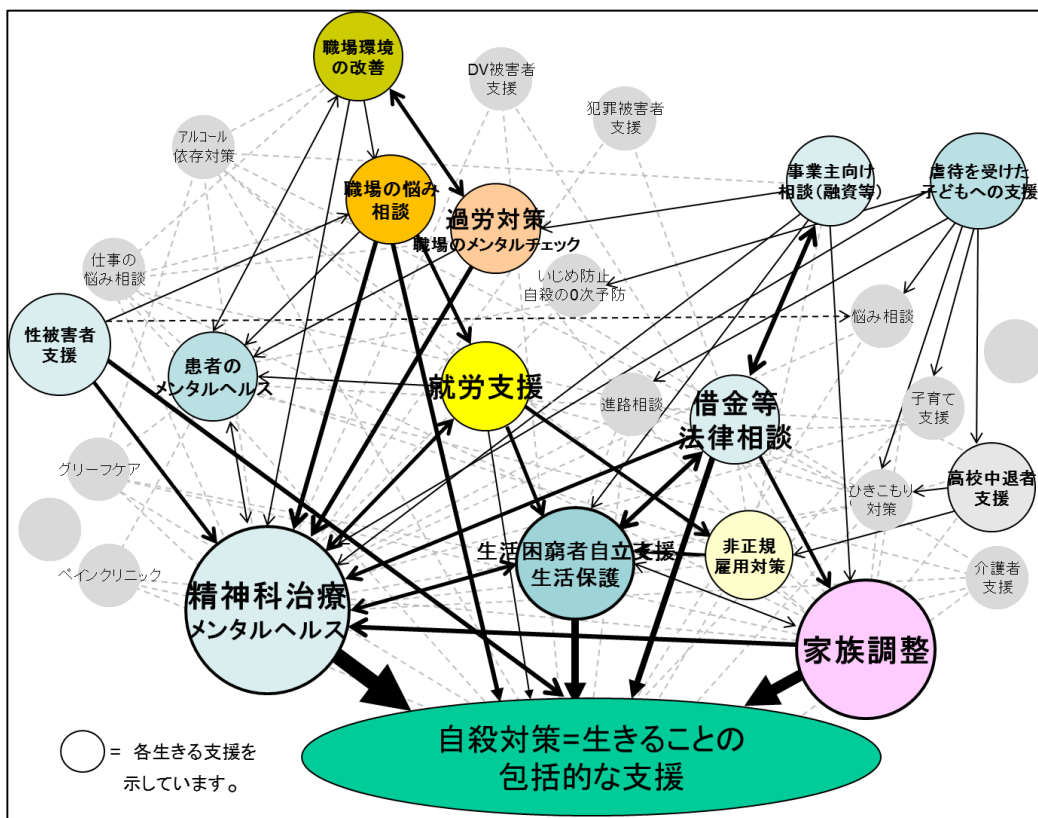 職場環境
の改善
DV被害者
支援
犯罪被害者
支援
アルコール
依存対策
事業主向け
相談(融資等)
虐待を受けた
子どもへの支援
職場の悩み
相談
過労対策
職場のメンタルチェック
仕事の
悩み相談
いじめ防止
自殺の0次予防
悩み相談
性被害者
支援
患者の
メンタルヘルス
就労支援
進路相談
借金等
法律相談
子育て
支援
グリーフケア
ひきこもり
対策
高校中退者
支援
生活困窮者自立支援
生活保護
非正規
雇用対策
ペインクリニック
介護者
支援
精神科治療
メンタルヘルス
家族調整
自殺対策=生きることの
包括的な支援
= 各生きる支援を
示しています。